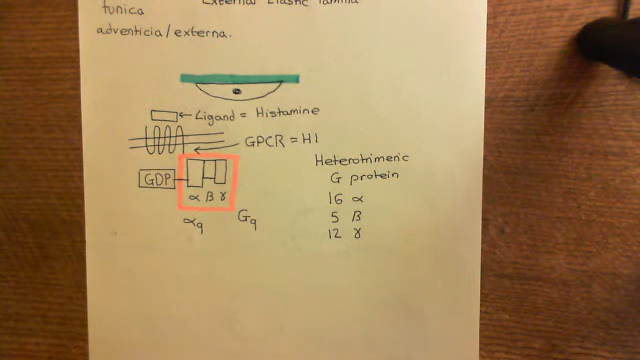 External Elastic lamina
tunica
adventicia/externa.
Ligand = Histamine
GPCR = H1
GDP
α β γ
αq
Gq
Heterotrimeric
G protein
16 α
5 β
12 γ